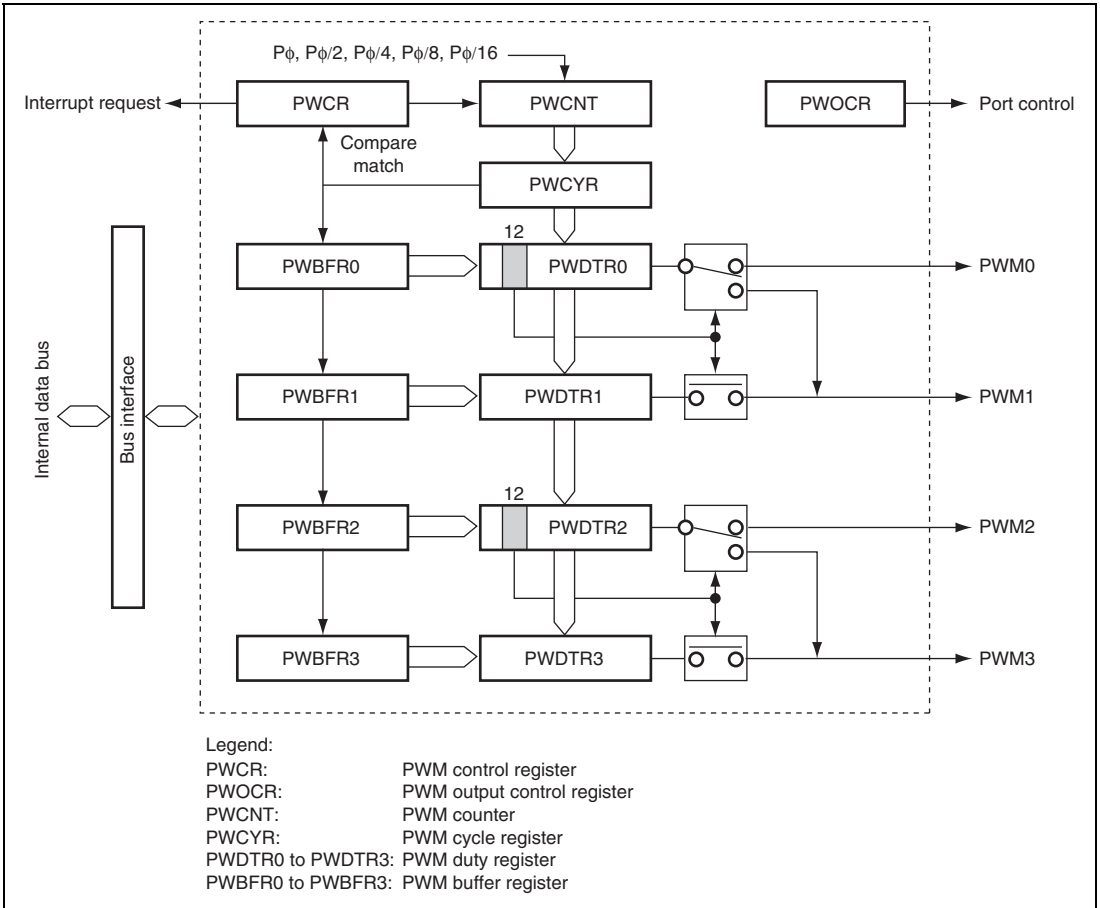 Pϕ, Pϕ/2, Pϕ/4, Pϕ/8, Pϕ/16
Interrupt request
PWCR
PWCNT
PWOCR
Port control
Compare
match
PWCYR
12
PWBFR0
PWDTR0
PWM0
Internal data bus
Bus interface
PWBFR1
PWDTR1
PWM1
12
PWBFR2
PWDTR2
PWM2
PWBFR3
PWDTR3
PWM3
Legend:
PWCR: PWM control register
PWOCR: PWM output control register
PWCNT: PWM counter
PWCYR: PWM cycle register
PWDTR0 to PWDTR3: PWM duty register
PWBFR0 to PWBFR3: PWM buffer register